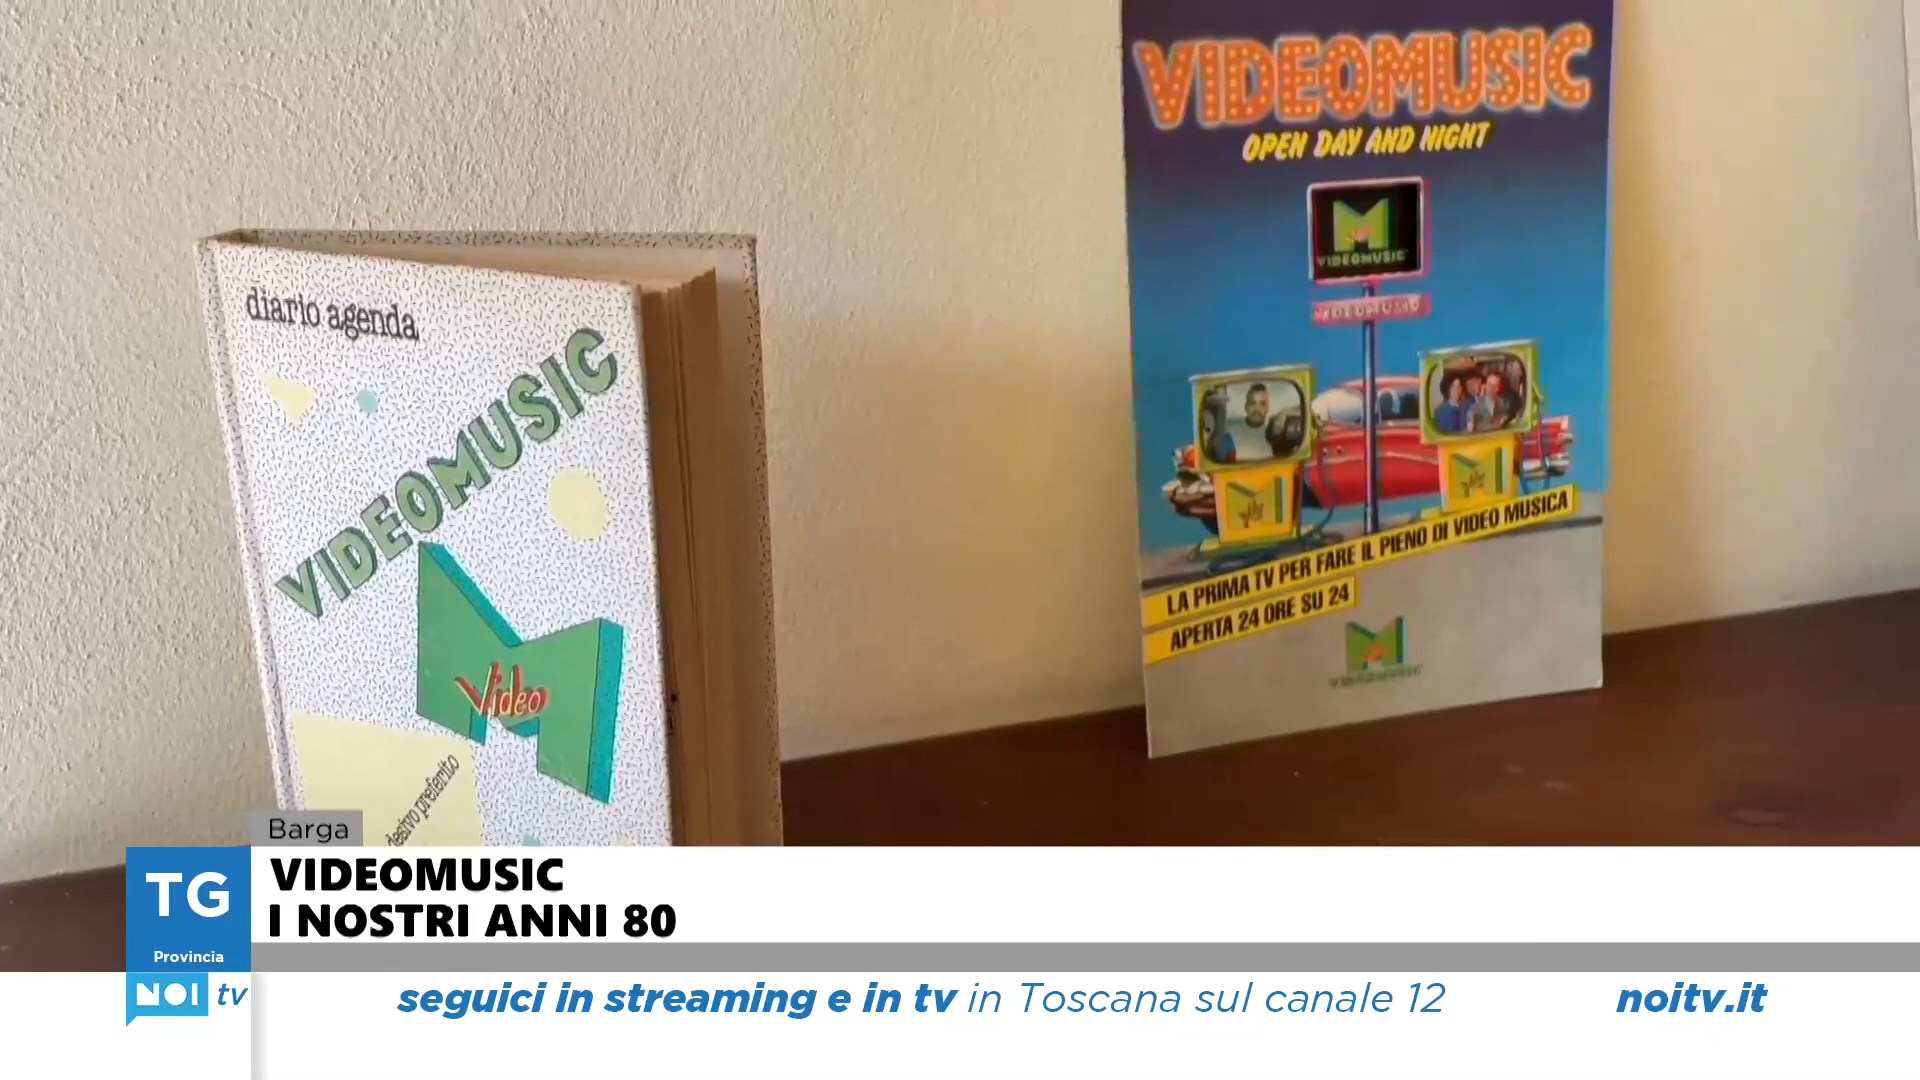 VIDEOMUSIC
OPEN DAY AND NIGHT
VIDEOMUSIC
VIDEOMUSIC
LA PRIMA TV PER FARE IL PIENO DI VIDEO MUSICA
APERTA 24 ORE SU 24
VIDEOMUSIC
diario agenda
VIDEOMUSIC
Video
preferito
Barga
TG
Provincia
VIDEOMUSIC
I NOSTRI ANNI 80
NOI tv
seguici in streaming e in tv in Toscana sul canale 12
noitv.it